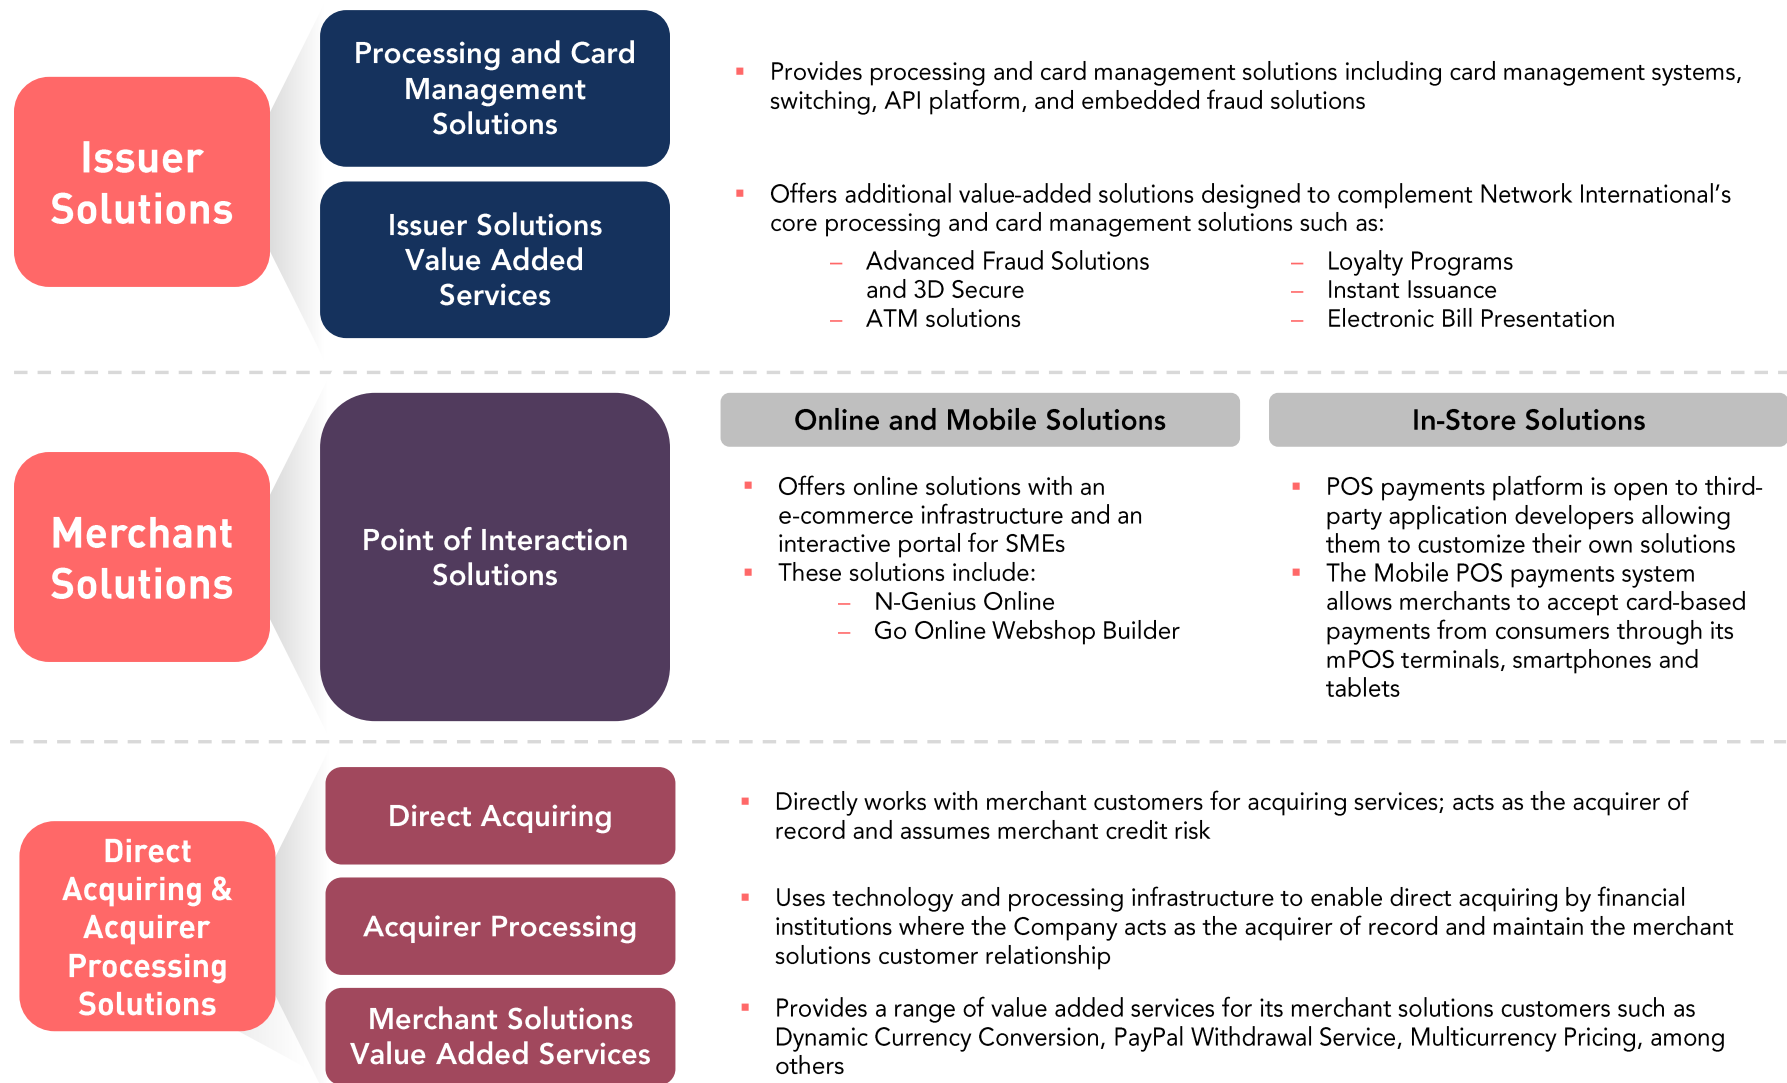 Issuer
Solutions
Processing and Card
Management
Solutions
▪ Provides processing and card management solutions including card management systems,
switching, API platform, and embedded fraud solutions
Issuer Solutions
Value Added
Services
▪ Offers additional value-added solutions designed to complement Network International’s
core processing and card management solutions such as:
– Advanced Fraud Solutions
and 3D Secure
– ATM solutions
– Loyalty Programs
– Instant Issuance
– Electronic Bill Presentation
Merchant
Solutions
Point of Interaction
Solutions
Online and Mobile Solutions
▪ Offers online solutions with an
e-commerce infrastructure and an
interactive portal for SMEs
▪ These solutions include:
– N-Genius Online
– Go Online Webshop Builder
In-Store Solutions
▪ POS payments platform is open to third-
party application developers allowing
them to customize their own solutions
▪ The Mobile POS payments system
allows merchants to accept card-based
payments from consumers through its
mPOS terminals, smartphones and
tablets
Direct
Acquiring &
Acquirer
Processing
Solutions
Direct Acquiring
▪ Directly works with merchant customers for acquiring services; acts as the acquirer of
record and assumes merchant credit risk
Acquirer Processing
▪ Uses technology and processing infrastructure to enable direct acquiring by financial
institutions where the Company acts as the acquirer of record and maintain the merchant
solutions customer relationship
Merchant Solutions
Value Added Services
▪ Provides a range of value added services for its merchant solutions customers such as
Dynamic Currency Conversion, PayPal Withdrawal Service, Multicurrency Pricing, among
others